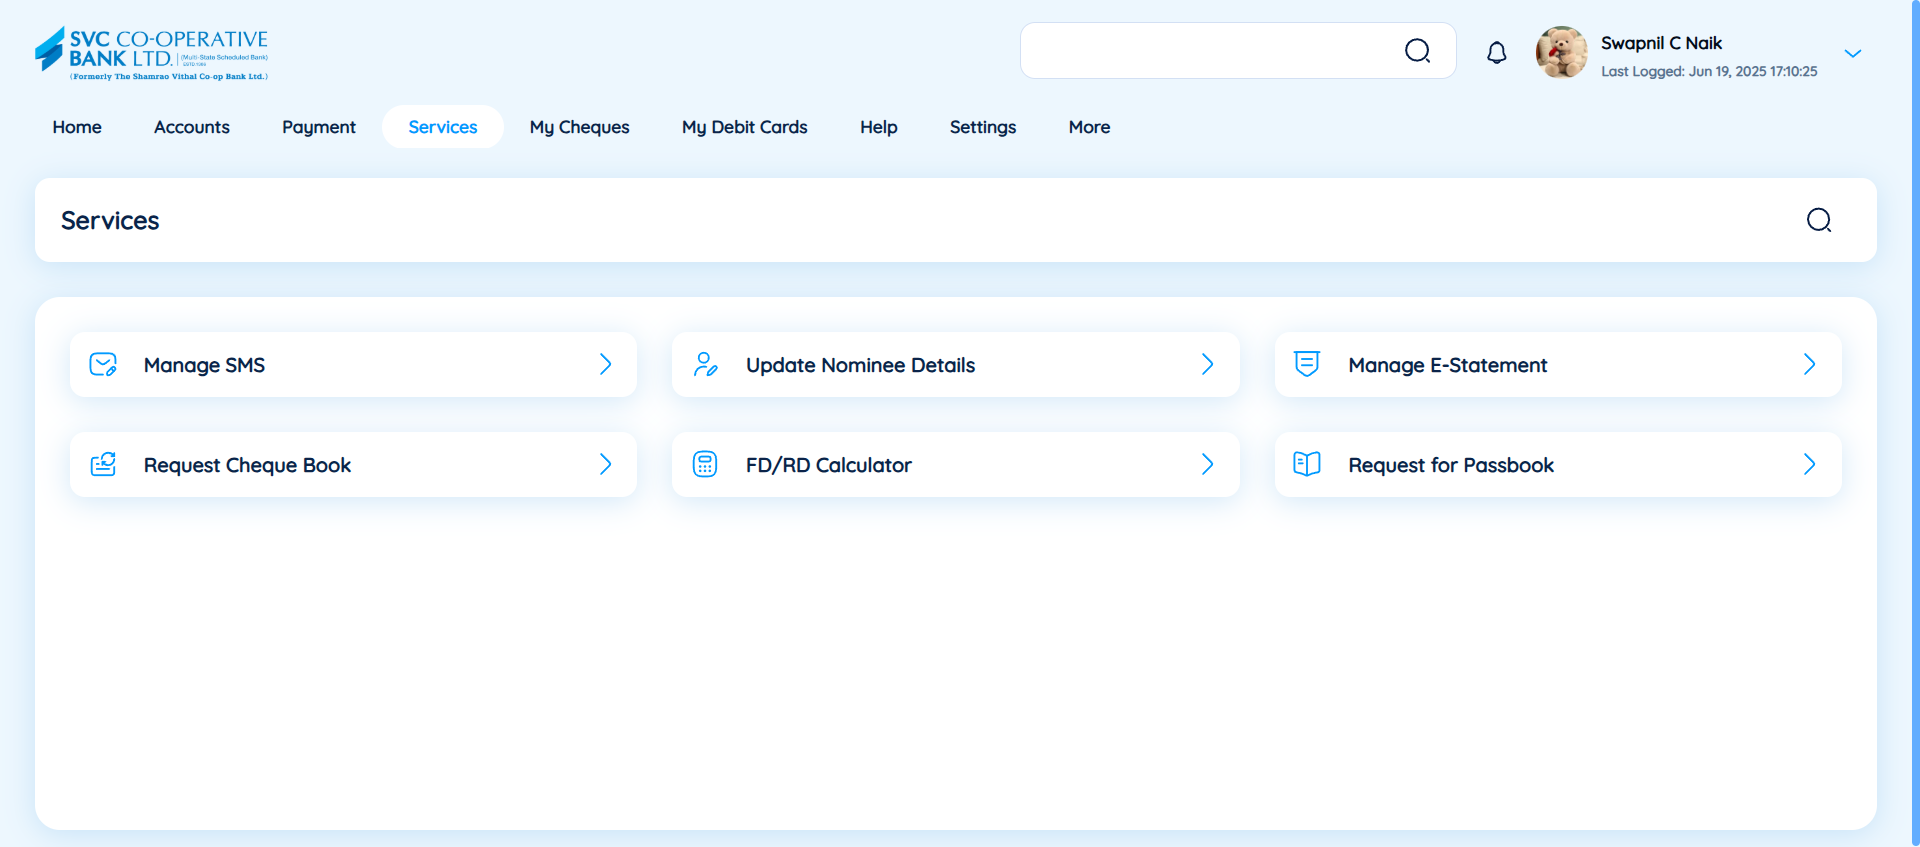 SVC CO-OPERATIVE
BANK LTD. (Multi-State Scheduled Bank)
(Formerly The Shamrao Vithal Co-op Bank Ltd.)
Swapnil C Naik
Last Logged: Jun 19, 2025 17:10:25
Home Accounts Payment Services My Cheques My Debit Cards Help Settings More
Services
Manage SMS Update Nominee Details Manage E-Statement
Request Cheque Book FD/RD Calculator Request for Passbook